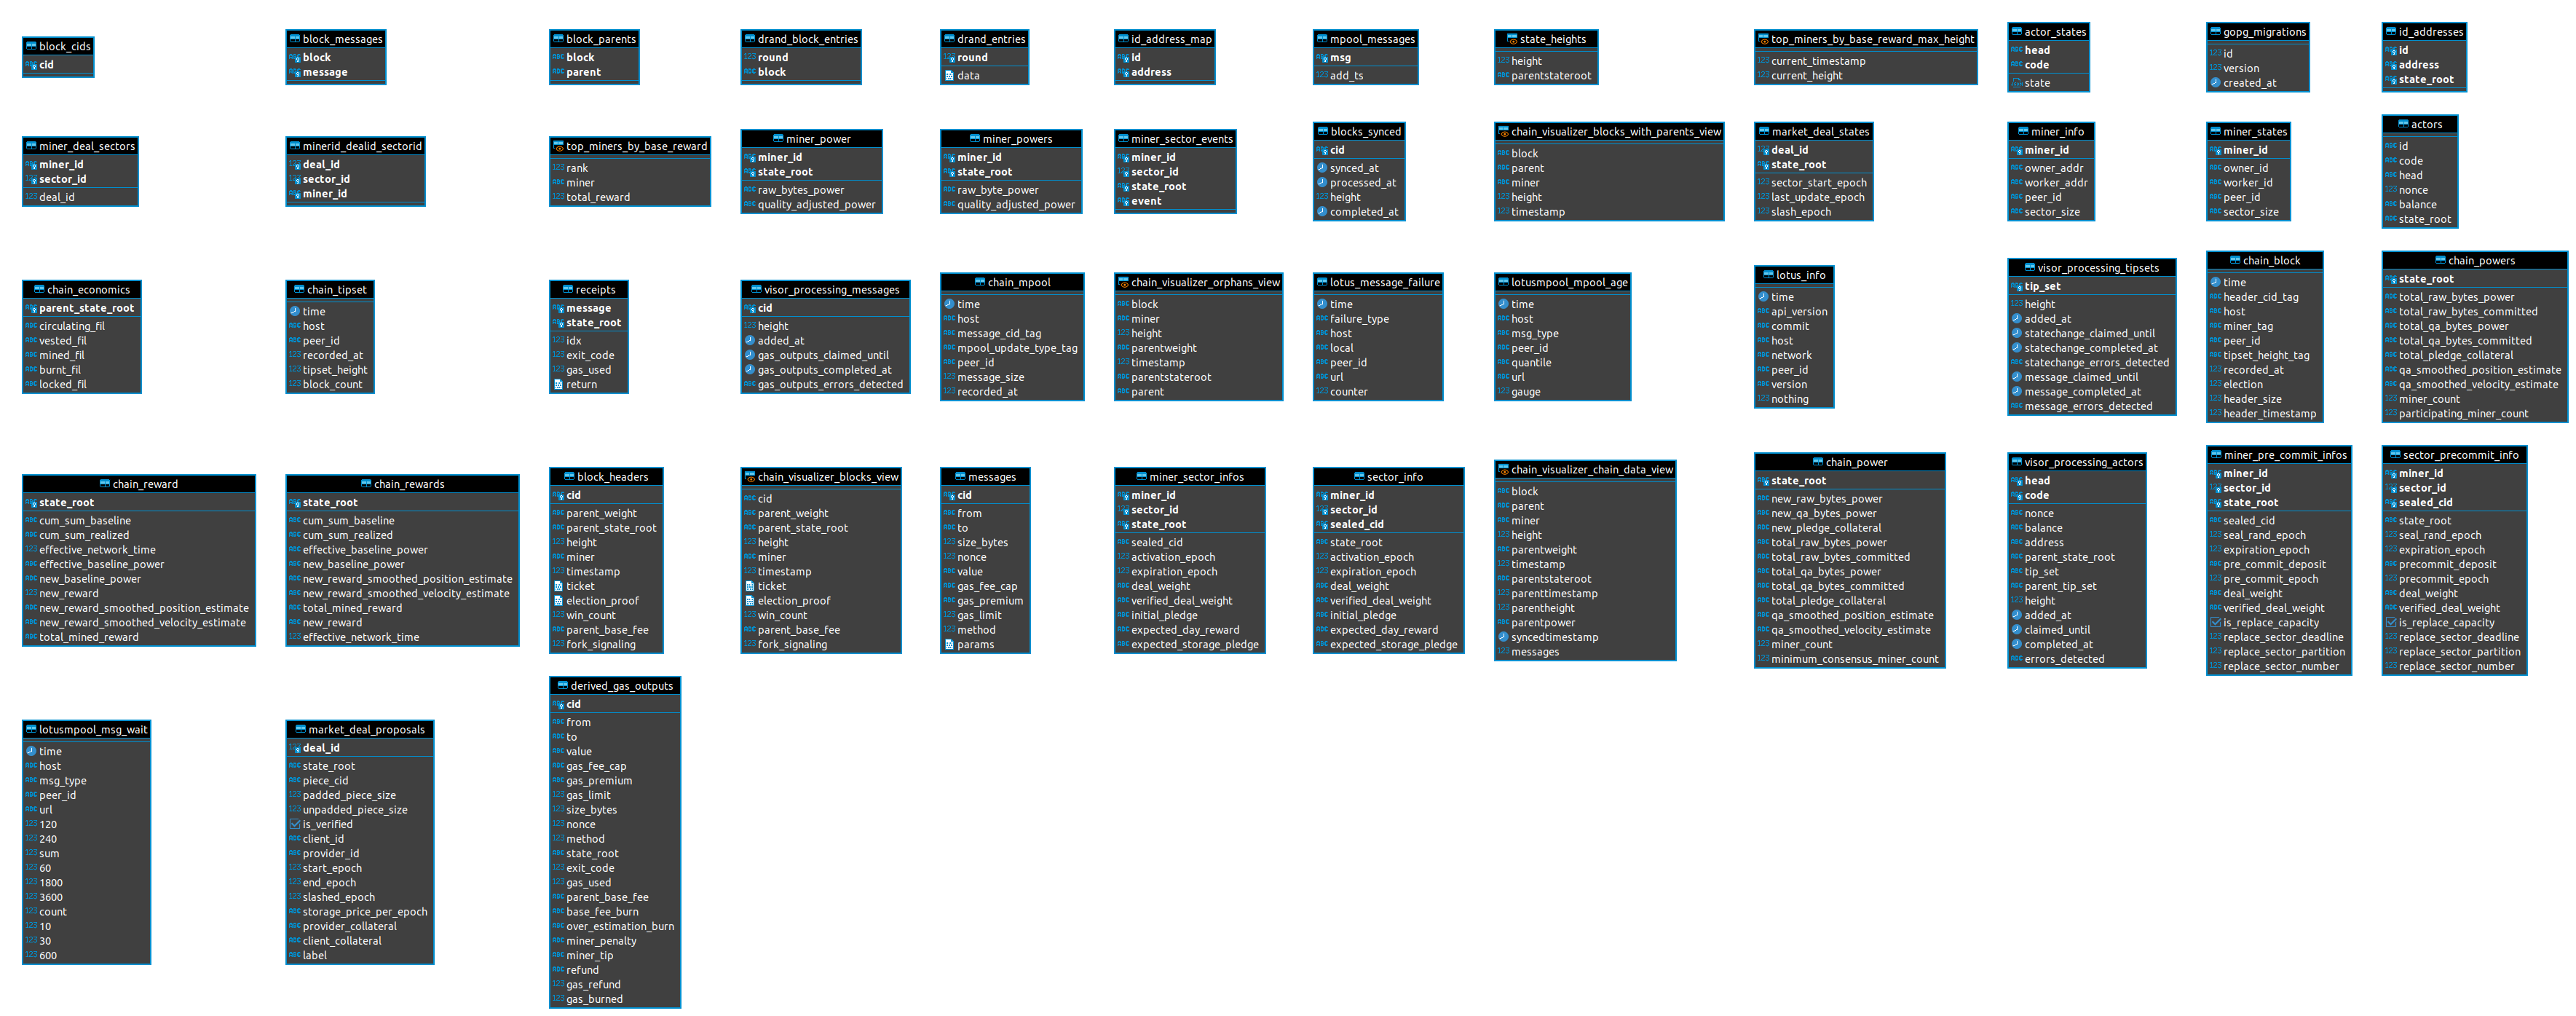 block_cids
cid
block_messages
block
message
block_parents
block
parent
drand_block_entries
round
block
drand_entries
round
data
id_address_map
id
address
mpool_messages
msg
add_ts
state_heights
height
parentstateroot
top_miners_by_base_reward_max_height
current_timestamp
current_height
actor_states
head
code
state
gopg_migrations
id
version
created_at
id_addresses
id
address
state_root
miner_deal_sectors
miner_id
sector_id
deal_id
minerid_dealid_sectorid
deal_id
sector_id
miner_id
top_miners_by_base_reward
rank
miner
total_reward
miner_power
miner_id
state_root
raw_bytes_power
quality_adjusted_power
miner_powers
miner_id
state_root
raw_byte_power
quality_adjusted_power
miner_sector_events
miner_id
sector_id
state_root
event
blocks_synced
cid
synced_at
processed_at
height
completed_at
chain_visualizer_blocks_with_parents_view
block
parent
miner
height
timestamp
market_deal_states
deal_id
state_root
sector_start_epoch
last_update_epoch
slash_epoch
miner_info
miner_id
owner_addr
worker_addr
peer_id
sector_size
miner_states
miner_id
owner_id
worker_id
peer_id
sector_size
actors
id
code
head
nonce
balance
state_root
chain_economics
parent_state_root
circulating_fil
vested_fil
mined_fil
burnt_fil
locked_fil
chain_tipset
time
host
peer_id
recorded_at
tipset_height
block_count
receipts
message
state_root
idx
exit_code
gas_used
return
visor_processing_messages
cid
height
added_at
gas_outputs_claimed_until
gas_outputs_completed_at
gas_outputs_errors_detected
chain_mpool
time
host
message_cid_tag
mpool_update_type_tag
peer_id
message_size
recorded_at
chain_visualizer_orphans_view
block
miner
height
parentweight
timestamp
parentstateroot
parent
lotus_message_failure
time
failure_type
host
local
peer_id
url
counter
lotusmpool_mpool_age
time
host
msg_type
peer_id
quantile
url
gauge
lotus_info
time
api_version
commit
host
network
peer_id
version
nothing
visor_processing_tipsets
tip_set
height
added_at
statechange_claimed_until
statechange_completed_at
statechange_errors_detected
message_claimed_until
message_completed_at
message_errors_detected
chain_block
time
header_cid_tag
host
miner_tag
peer_id
tipset_height_tag
recorded_at
election
header_size
header_timestamp
chain_powers
state_root
total_raw_bytes_power
total_raw_bytes_committed
total_qa_bytes_power
total_qa_bytes_committed
total_pledge_collateral
qa_smoothed_position_estimate
qa_smoothed_velocity_estimate
miner_count
participating_miner_count
chain_reward
state_root
cum_sum_baseline
cum_sum_realized
effective_network_time
effective_baseline_power
new_baseline_power
new_reward
new_reward_smoothed_position_estimate
new_reward_smoothed_velocity_estimate
total_mined_reward
chain_rewards
state_root
cum_sum_baseline
cum_sum_realized
effective_baseline_power
new_baseline_power
new_reward_smoothed_position_estimate
new_reward_smoothed_velocity_estimate
total_mined_reward
new_reward
effective_network_time
block_headers
cid
parent_weight
parent_state_root
height
miner
timestamp
ticket
election_proof
win_count
parent_base_fee
fork_signaling
chain_visualizer_blocks_view
cid
parent_weight
parent_state_root
height
miner
timestamp
ticket
election_proof
win_count
parent_base_fee
fork_signaling
messages
cid
from
to
size_bytes
nonce
value
gas_fee_cap
gas_premium
gas_limit
method
params
miner_sector_infos
miner_id
sector_id
state_root
sealed_cid
activation_epoch
expiration_epoch
deal_weight
verified_deal_weight
initial_pledge
expected_day_reward
expected_storage_pledge
sector_info
miner_id
sector_id
sealed_cid
state_root
activation_epoch
expiration_epoch
deal_weight
verified_deal_weight
initial_pledge
expected_day_reward
expected_storage_pledge
chain_visualizer_chain_data_view
block
parent
miner
height
parentweight
timestamp
parentstateroot
parenttimestamp
parentheight
parentpower
syncedtimestamp
messages
chain_power
state_root
new_raw_bytes_power
new_qa_bytes_power
new_pledge_collateral
total_raw_bytes_power
total_raw_bytes_committed
total_qa_bytes_power
total_qa_bytes_committed
total_pledge_collateral
qa_smoothed_position_estimate
qa_smoothed_velocity_estimate
miner_count
minimum_consensus_miner_count
visor_processing_actors
head
code
nonce
balance
address
parent_state_root
tip_set
parent_tip_set
height
added_at
claimed_until
completed_at
errors_detected
miner_pre_commit_infos
miner_id
sector_id
state_root
sealed_cid
seal_rand_epoch
expiration_epoch
pre_commit_deposit
pre_commit_epoch
deal_weight
verified_deal_weight
is_replace_capacity
replace_sector_deadline
replace_sector_partition
replace_sector_number
sector_precommit_info
miner_id
sector_id
sealed_cid
state_root
seal_rand_epoch
expiration_epoch
precommit_deposit
precommit_epoch
deal_weight
verified_deal_weight
is_replace_capacity
replace_sector_deadline
replace_sector_partition
replace_sector_number
lotusmpool_msg_wait
time
host
msg_type
peer_id
url
120
240
sum
60
1800
3600
count
10
30
600
market_deal_proposals
deal_id
state_root
piece_cid
padded_piece_size
unpadded_piece_size
is_verified
client_id
provider_id
start_epoch
end_epoch
slashed_epoch
storage_price_per_epoch
provider_collateral
client_collateral
label
derived_gas_outputs
cid
from
to
value
gas_fee_cap
gas_premium
gas_limit
size_bytes
nonce
method
state_root
exit_code
gas_used
parent_base_fee
base_fee_burn
over_estimation_burn
miner_penalty
miner_tip
refund
gas_refund
gas_burned